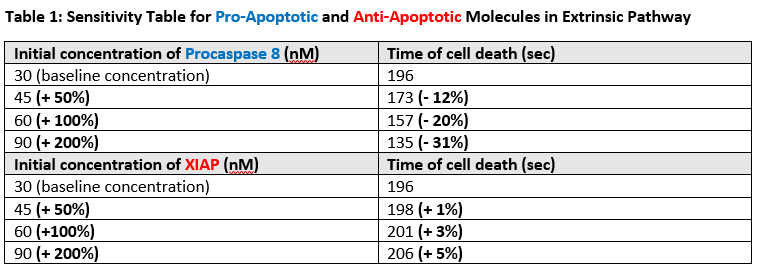 Table 1: Sensitivity Table for Pro-Apoptotic and Anti-Apoptotic Molecules in Extrinsic Pathway
Initial concentration of Procaspase 8 (nM) Time of cell death (sec)
30 (baseline concentration) 196
45 (+ 50%) 173 (- 12%)
60 (+ 100%) 157 (- 20%)
90 (+ 200%) 135 (- 31%)
Initial concentration of XIAP (nM) Time of cell death (sec)
30 (baseline concentration) 196
45 (+ 50%) 198 (+ 1%)
60 (+100%) 201 (+ 3%)
90 (+ 200%) 206 (+ 5%)